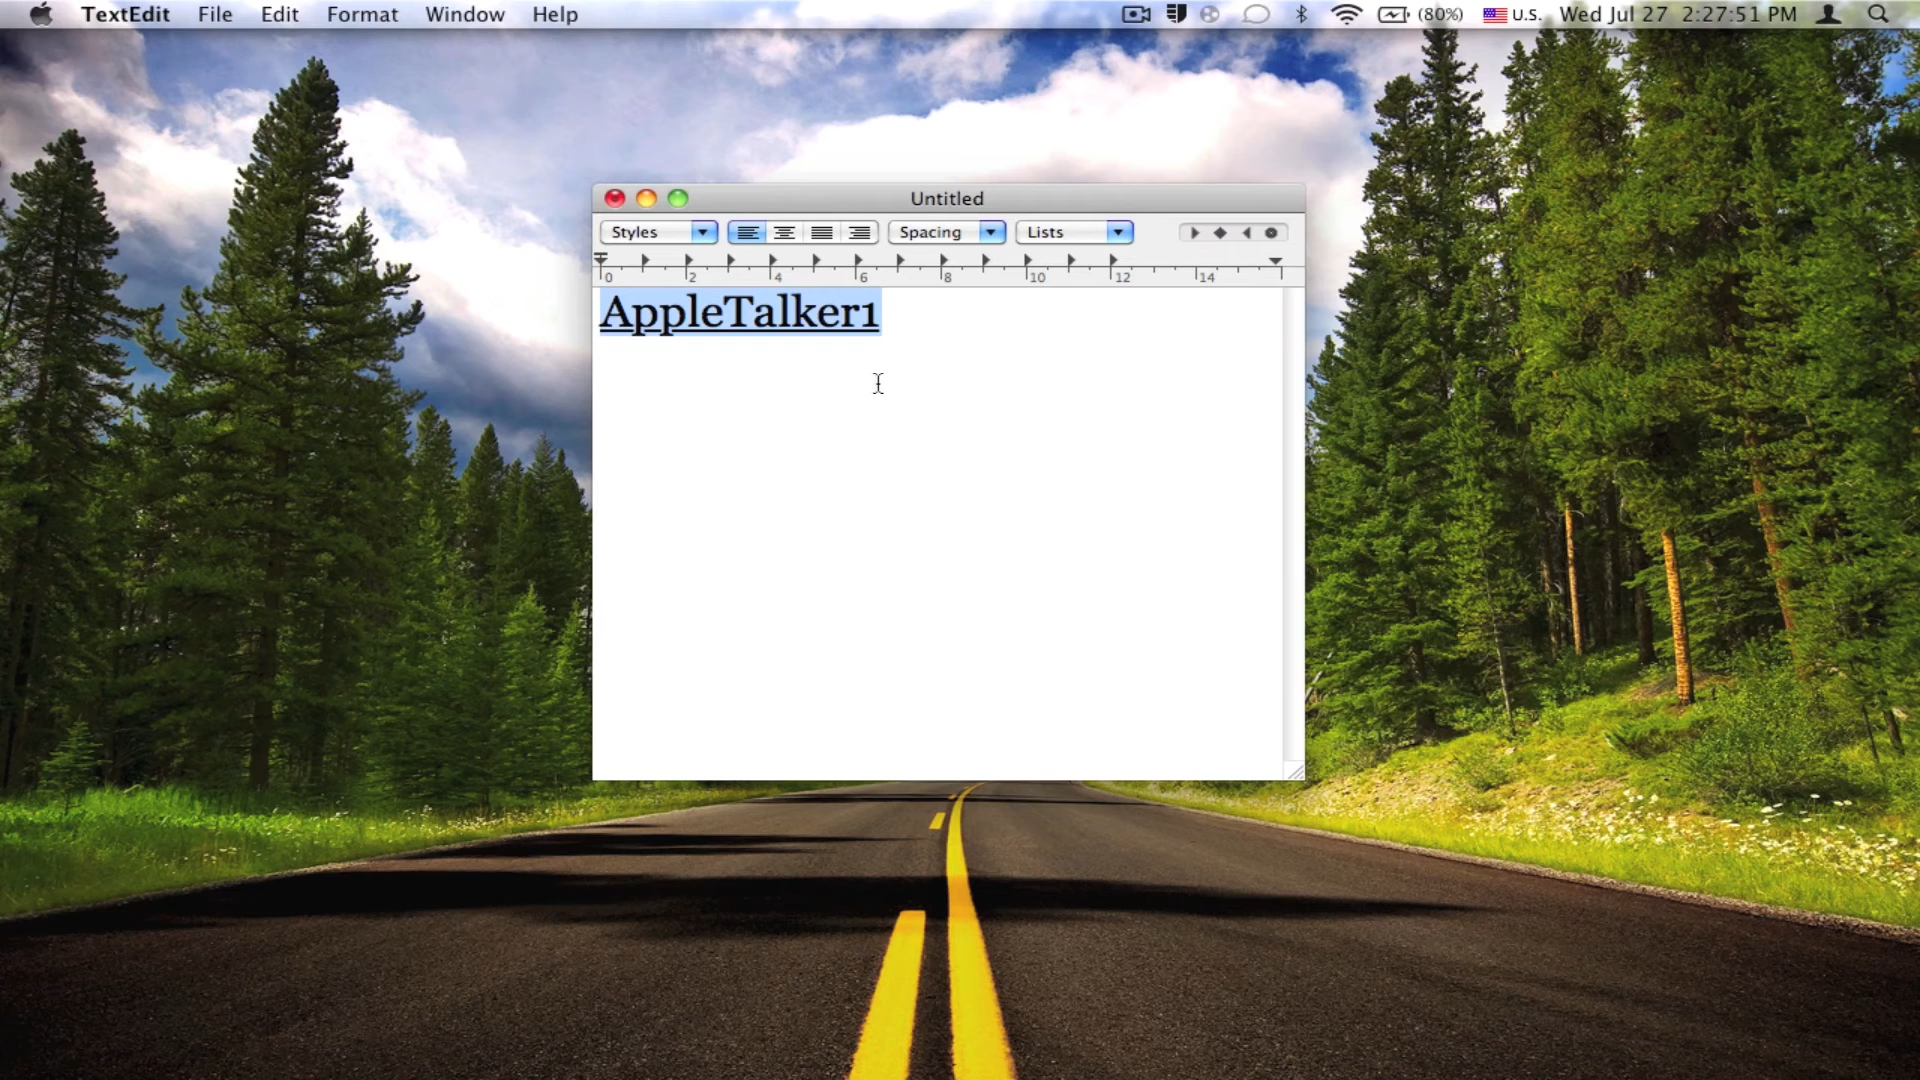 TextEdit File Edit Format Window Help (80%) U.S. Wed Jul 27 2:27:51 PM
Untitled
Styles Spacing Lists
0 2 4 6 8 10 12 14
AppleTalker1